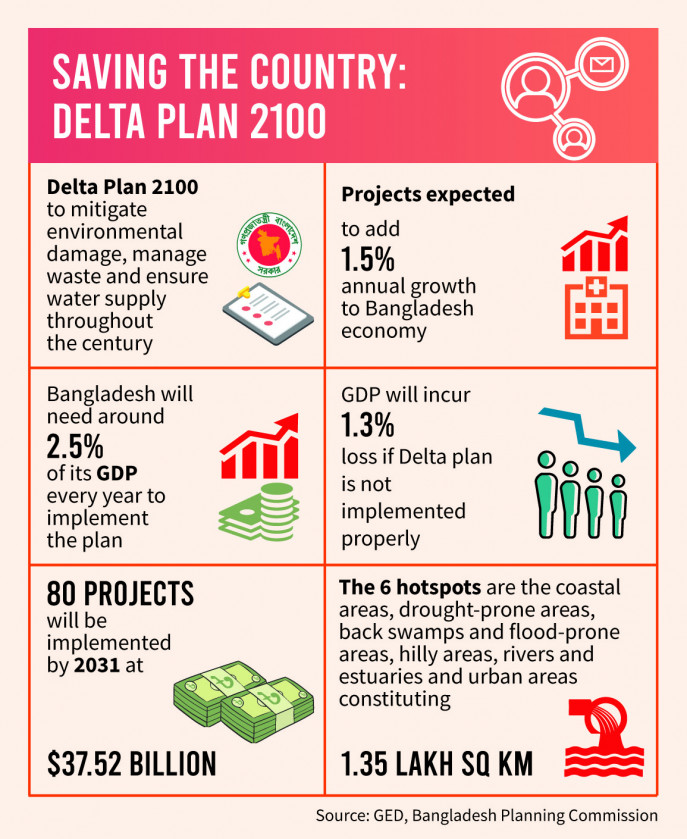 SAVING THE COUNTRY:
DELTA PLAN 2100
Delta Plan 2100
to mitigate
environmental
damage, manage
waste and ensure
water supply
throughout
the century
গণপ্রজাতন্ত্রী বাংলাদেশ
সরকার
Projects expected
to add
1.5%
annual growth
to Bangladesh
economy
Bangladesh will
need around
2.5%
of its GDP
every year to
implement
the plan
GDP will incur
1.3%
loss if Delta plan
is not
implemented
properly
80 PROJECTS
will be
implemented
by 2031 at
৳
৳
$37.52 BILLION
The 6 hotspots are the coastal
areas, drought-prone areas,
back swamps and flood-prone
areas, hilly areas, rivers and
estuaries and urban areas
constituting
1.35 LAKH SQ KM
Source: GED, Bangladesh Planning Commission